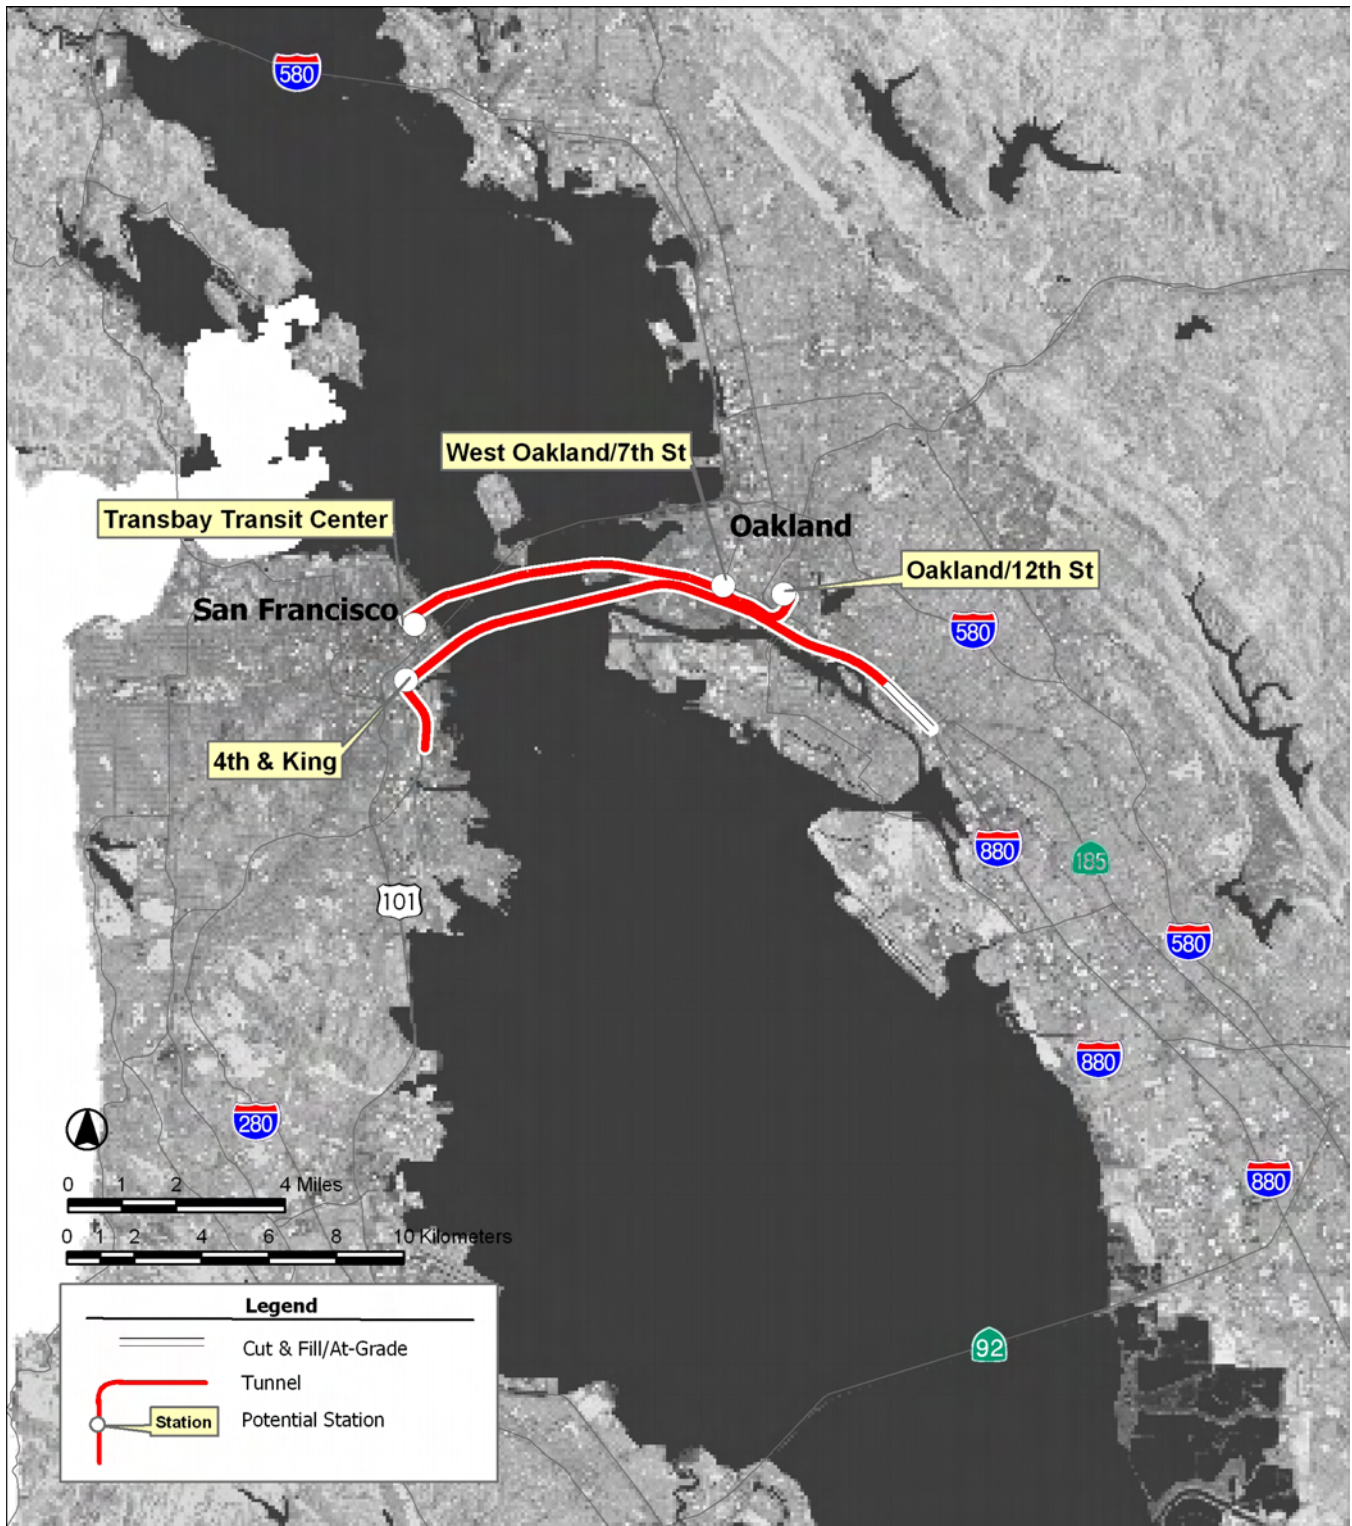 580
West Oakland/7th St
Transbay Transit Center
Oakland
Oakland/12th St
San Francisco
580
4th & King
880
185
101
580
880
280
880
0 1 2 4 Miles
0 1 2 4 6 8 10 Kilometers
Legend
Cut & Fill/At-Grade
Tunnel
Station
Potential Station
92